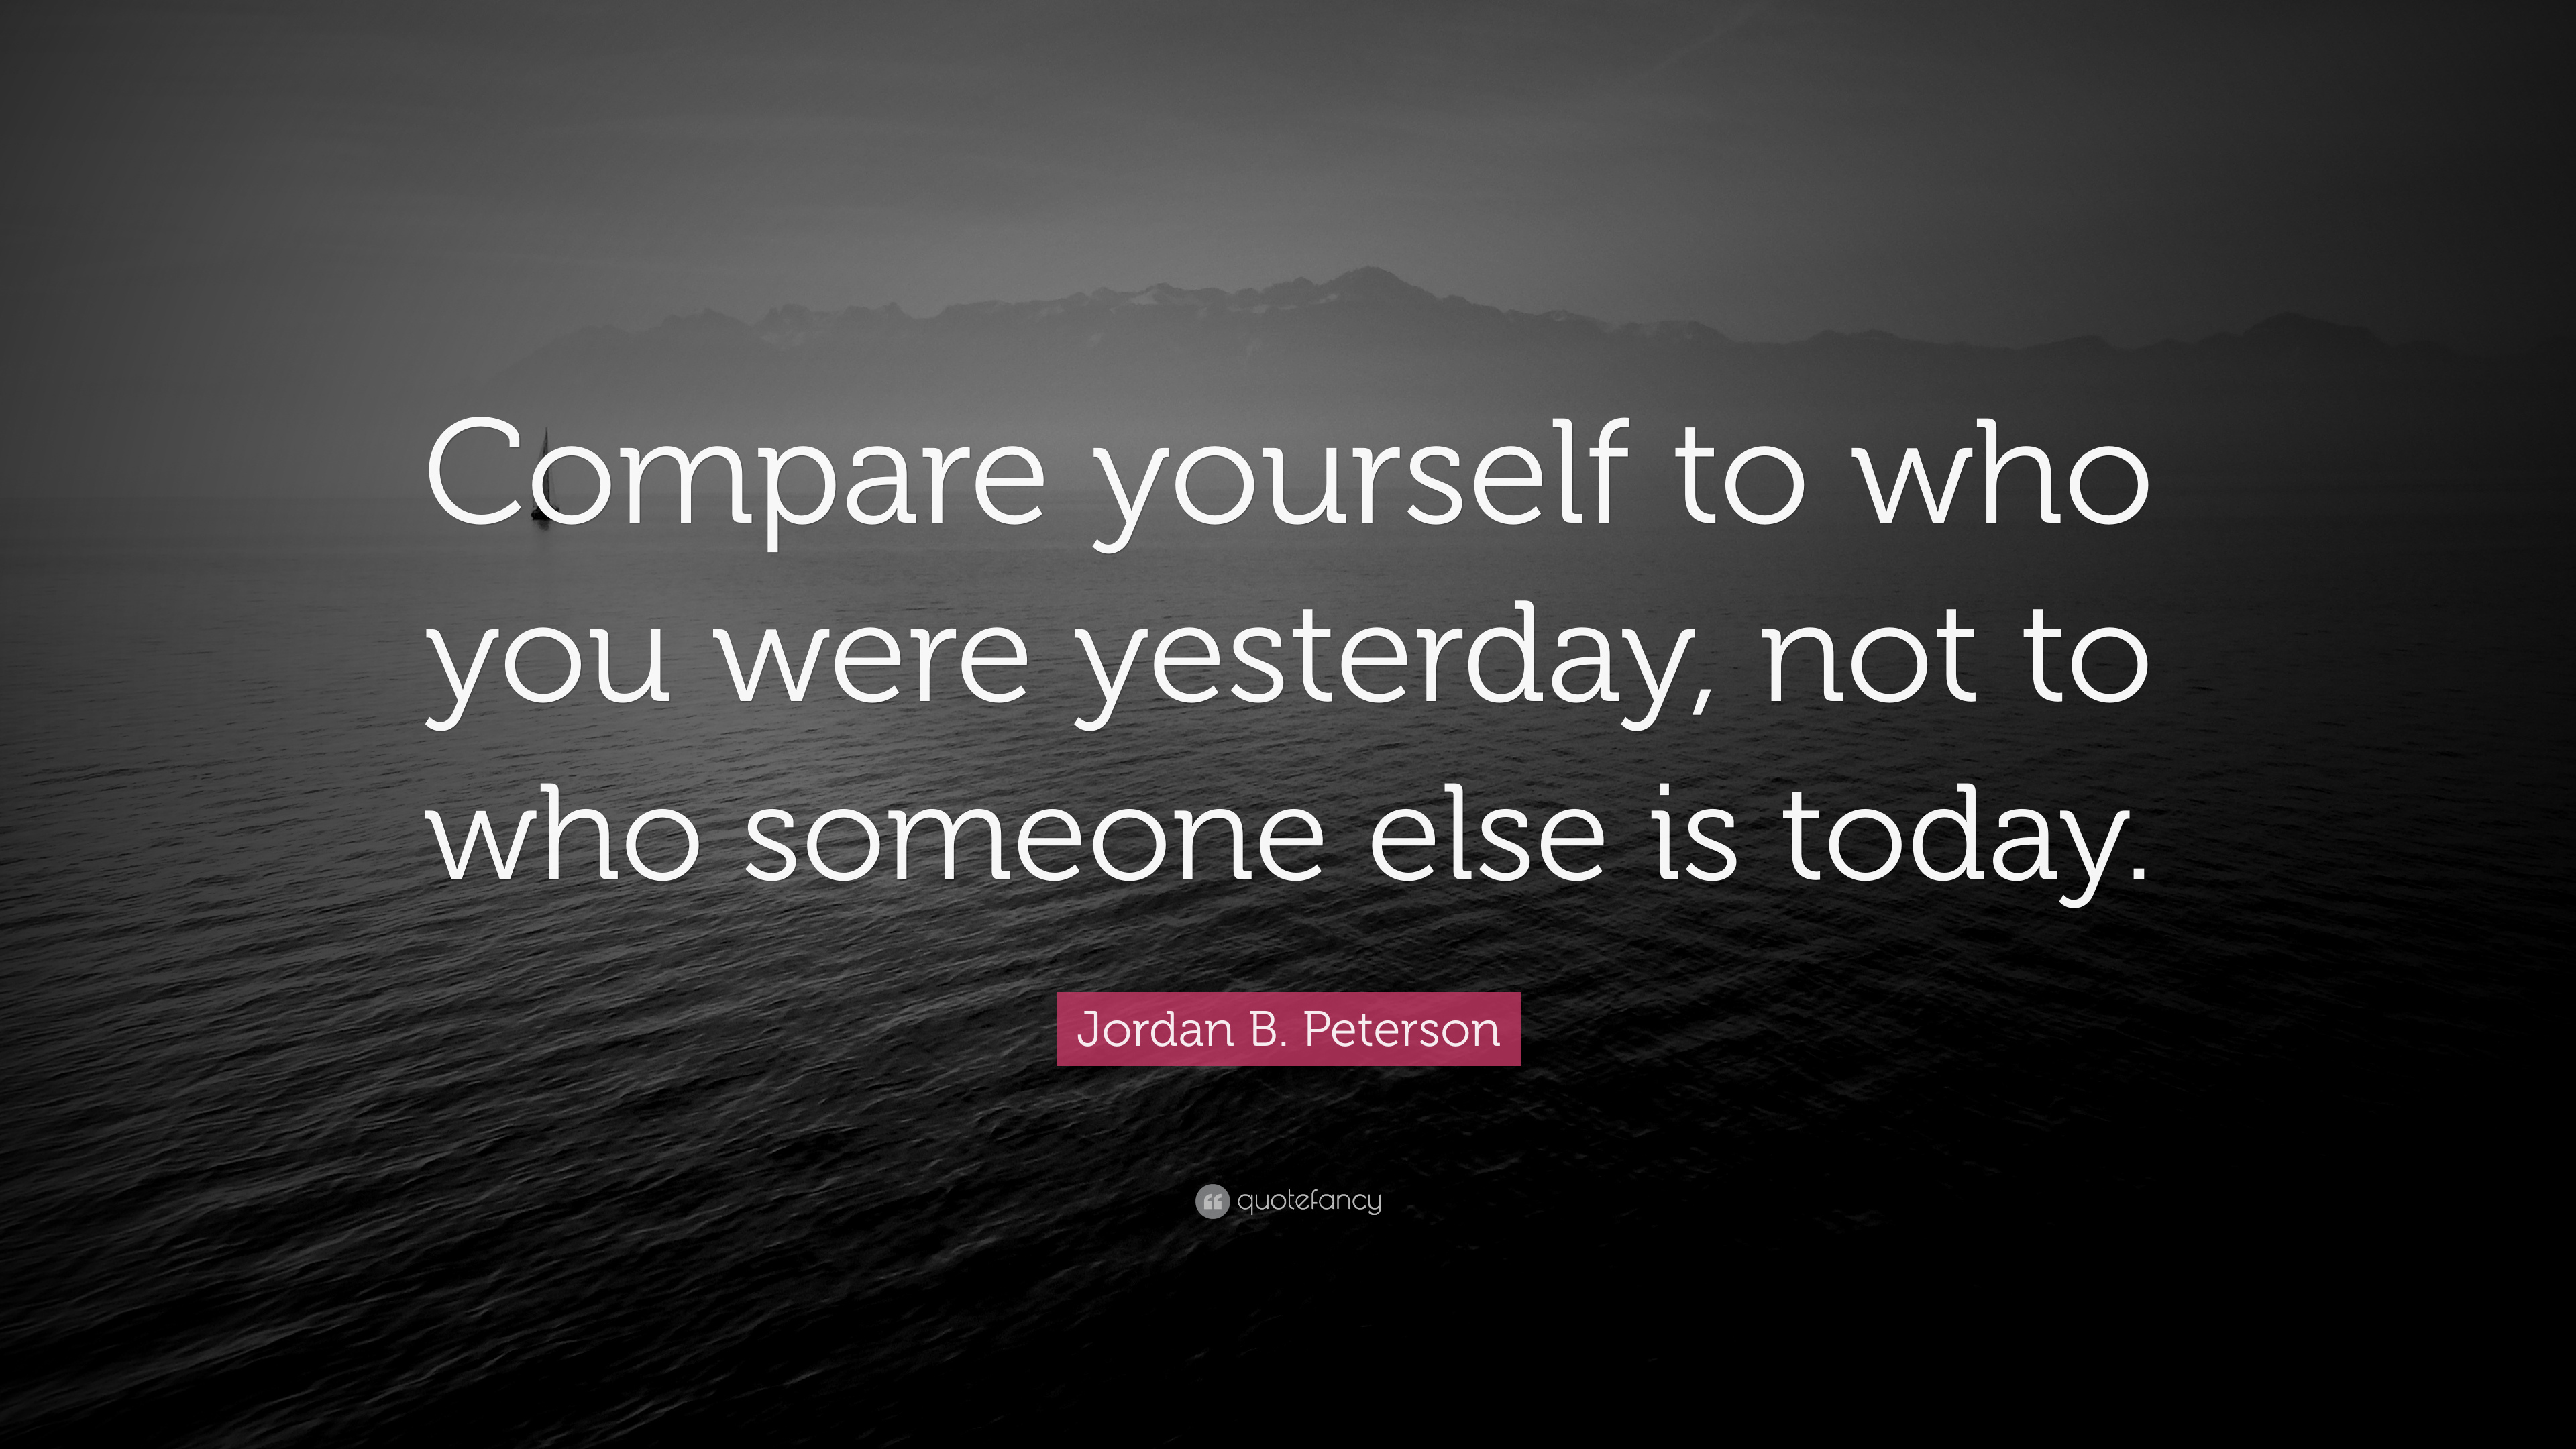 Compare yourself to who
you were yesterday, not to
who someone else is today.
Jordan B. Peterson
quotefancy